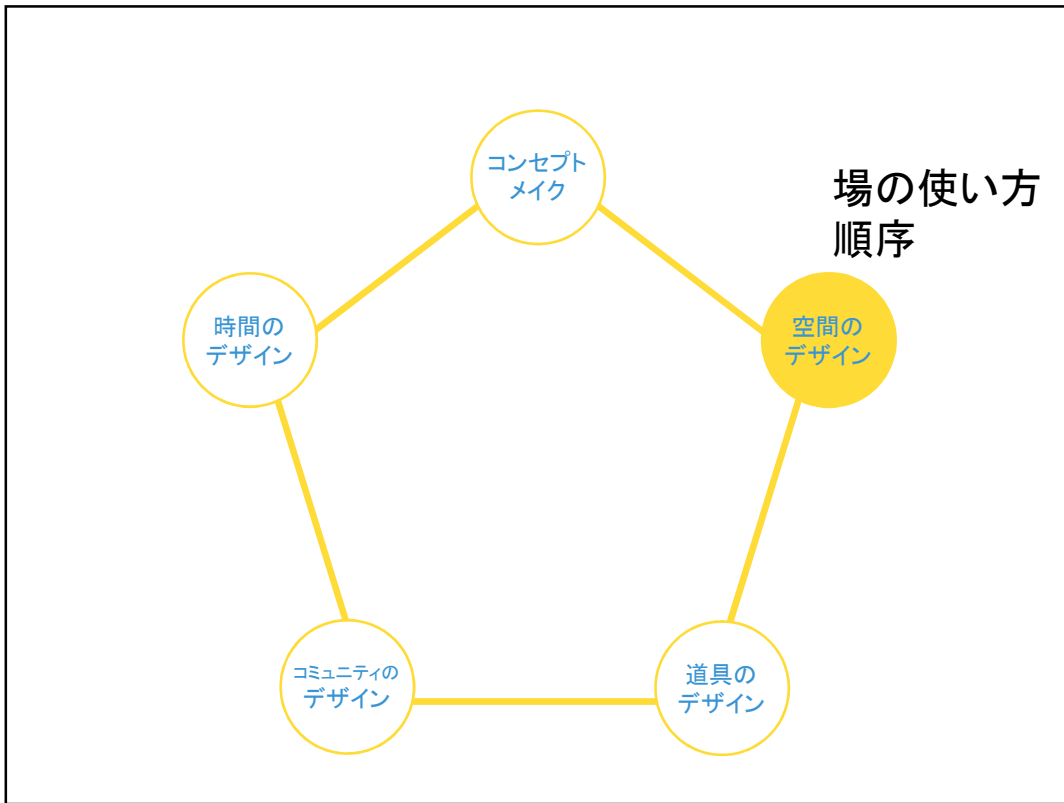 コンセプト
メイク
場の使い方
順序
時間の
デザイン
空間の
デザイン
コミュニティの
デザイン
道具の
デザイン